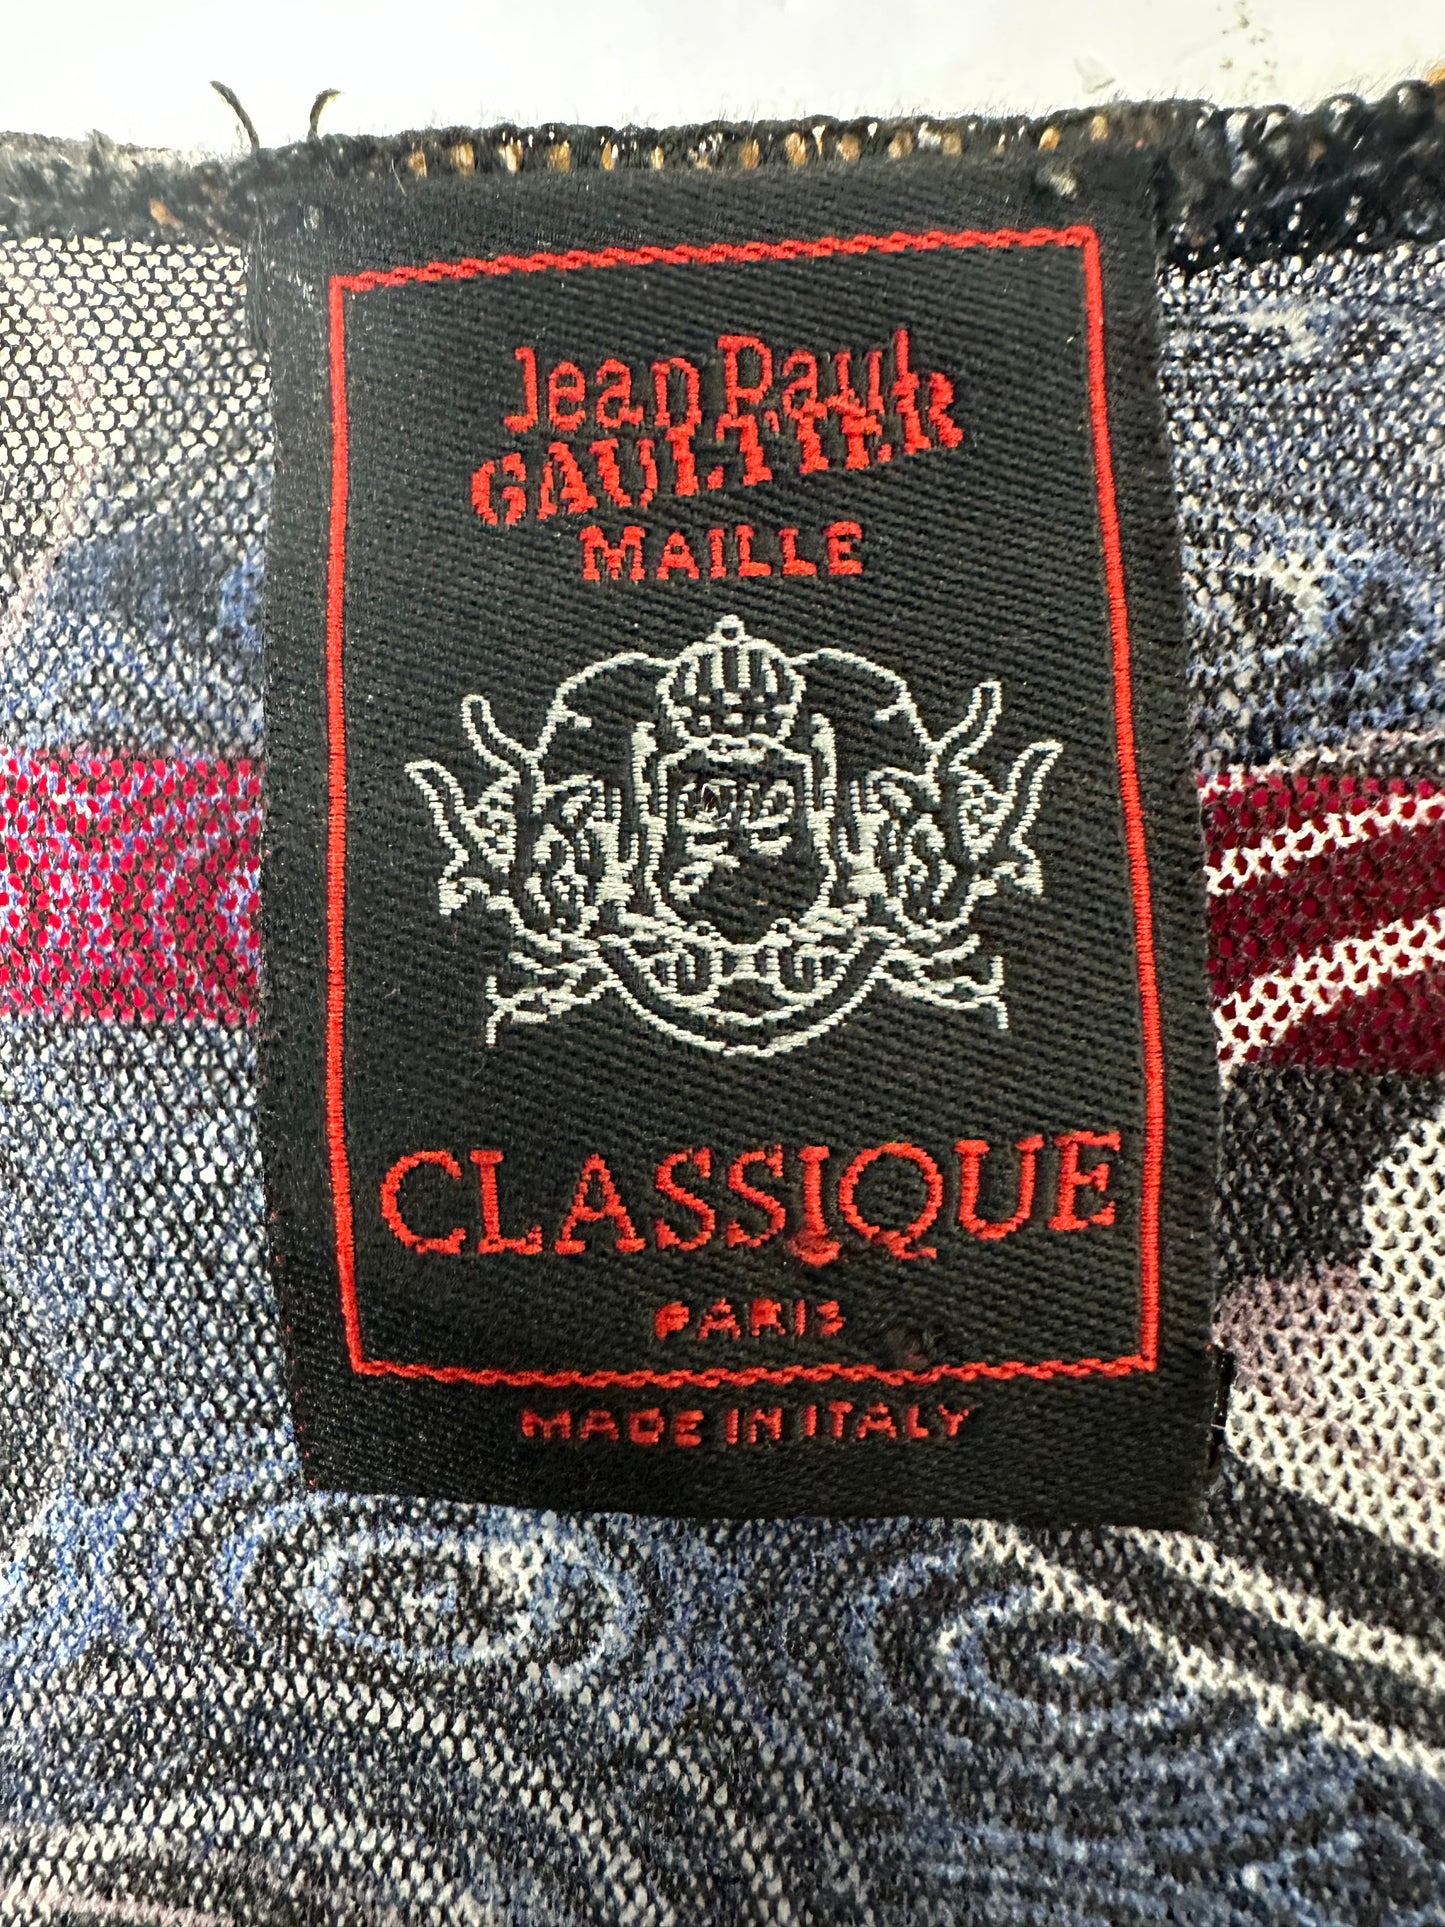 Jean Paul
GAULTIER
MAILLE
CLASSIQUE
PARIS
MADE IN ITALY